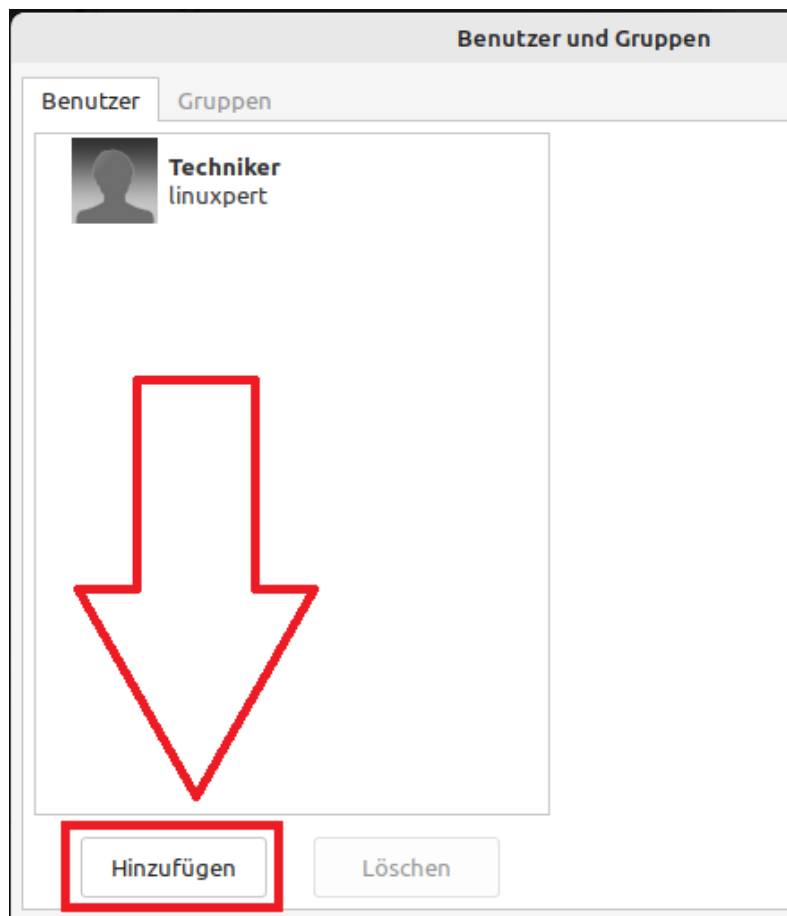 Benutzer und Gruppen
Benutzer Gruppen
Techniker
linuxpert
Hinzufügen Löschen